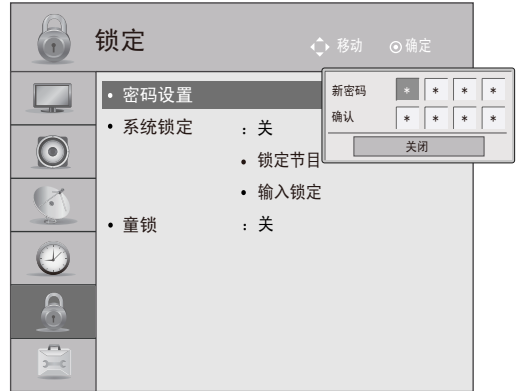 锁定
移动 确定
• 密码设置
• 系统锁定 : 关
• 锁定节目
• 输入锁定
• 童锁 : 关
新密码 * * * *
确认 * * * *
关闭